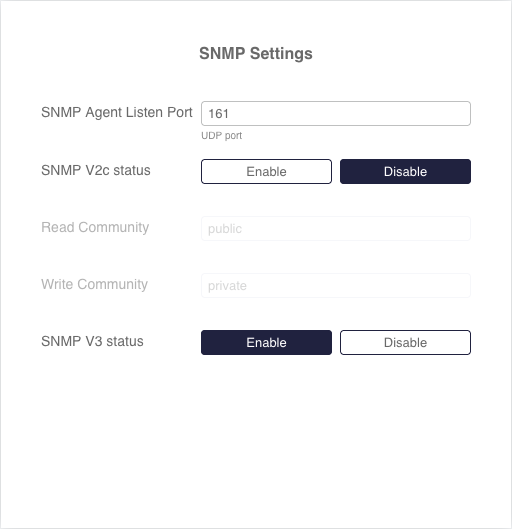 SNMP Settings
SNMP Agent Listen Port 161
UDP port
SNMP V2c status Enable Disable
Read Community public
Write Community private
SNMP V3 status Enable Disable